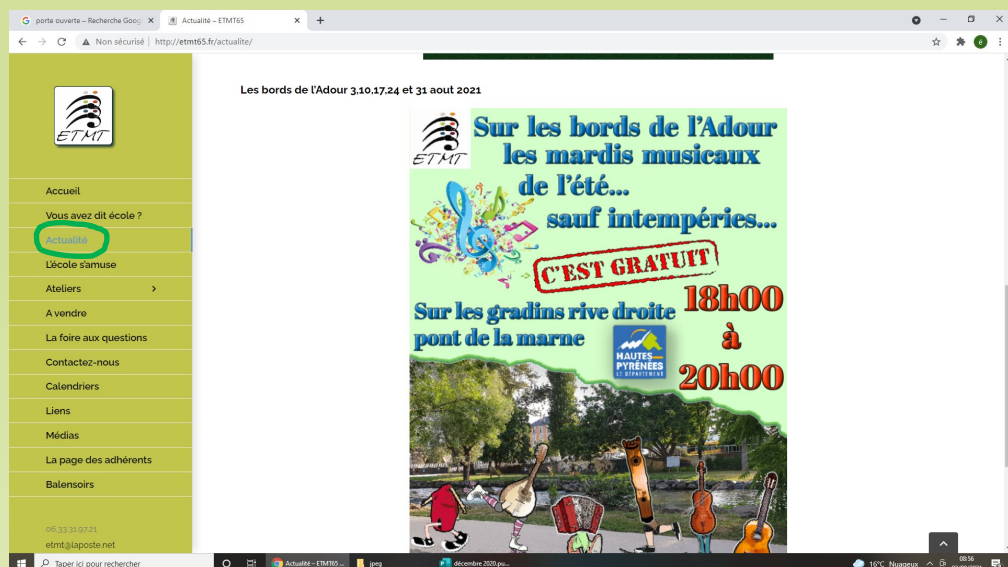 porte ouverte – Recherche Goog
Actualité – ETMT65
Non sécurisé
http://etmt65.fr/actualite/
é
ETMT
Accueil
Vous avez dit école ?
Actualité
L'école s'amuse
Ateliers
A vendre
La foire aux questions
Contactez-nous
Calendriers
Liens
Médias
La page des adhérents
Balensoirs
06.33.31.97.21
etmt@laposte.net
Les bords de l'Adour 3,10,17,24 et 31 aout 2021
ETMT
Sur les bords de l'Adour
les mardis musicaux
de l'été...
sauf intempéries...
C'EST GRATUIT
Sur les gradins rive droite
pont de la marne
18h00
à
20h00
HAUTES
PYRÉNÉES
LE DÉPARTEMENT
Taper ici pour rechercher
Actualité – ETMT65 ...
jpeg
décembre 2020.pu...
16°C Nuageux
08:56